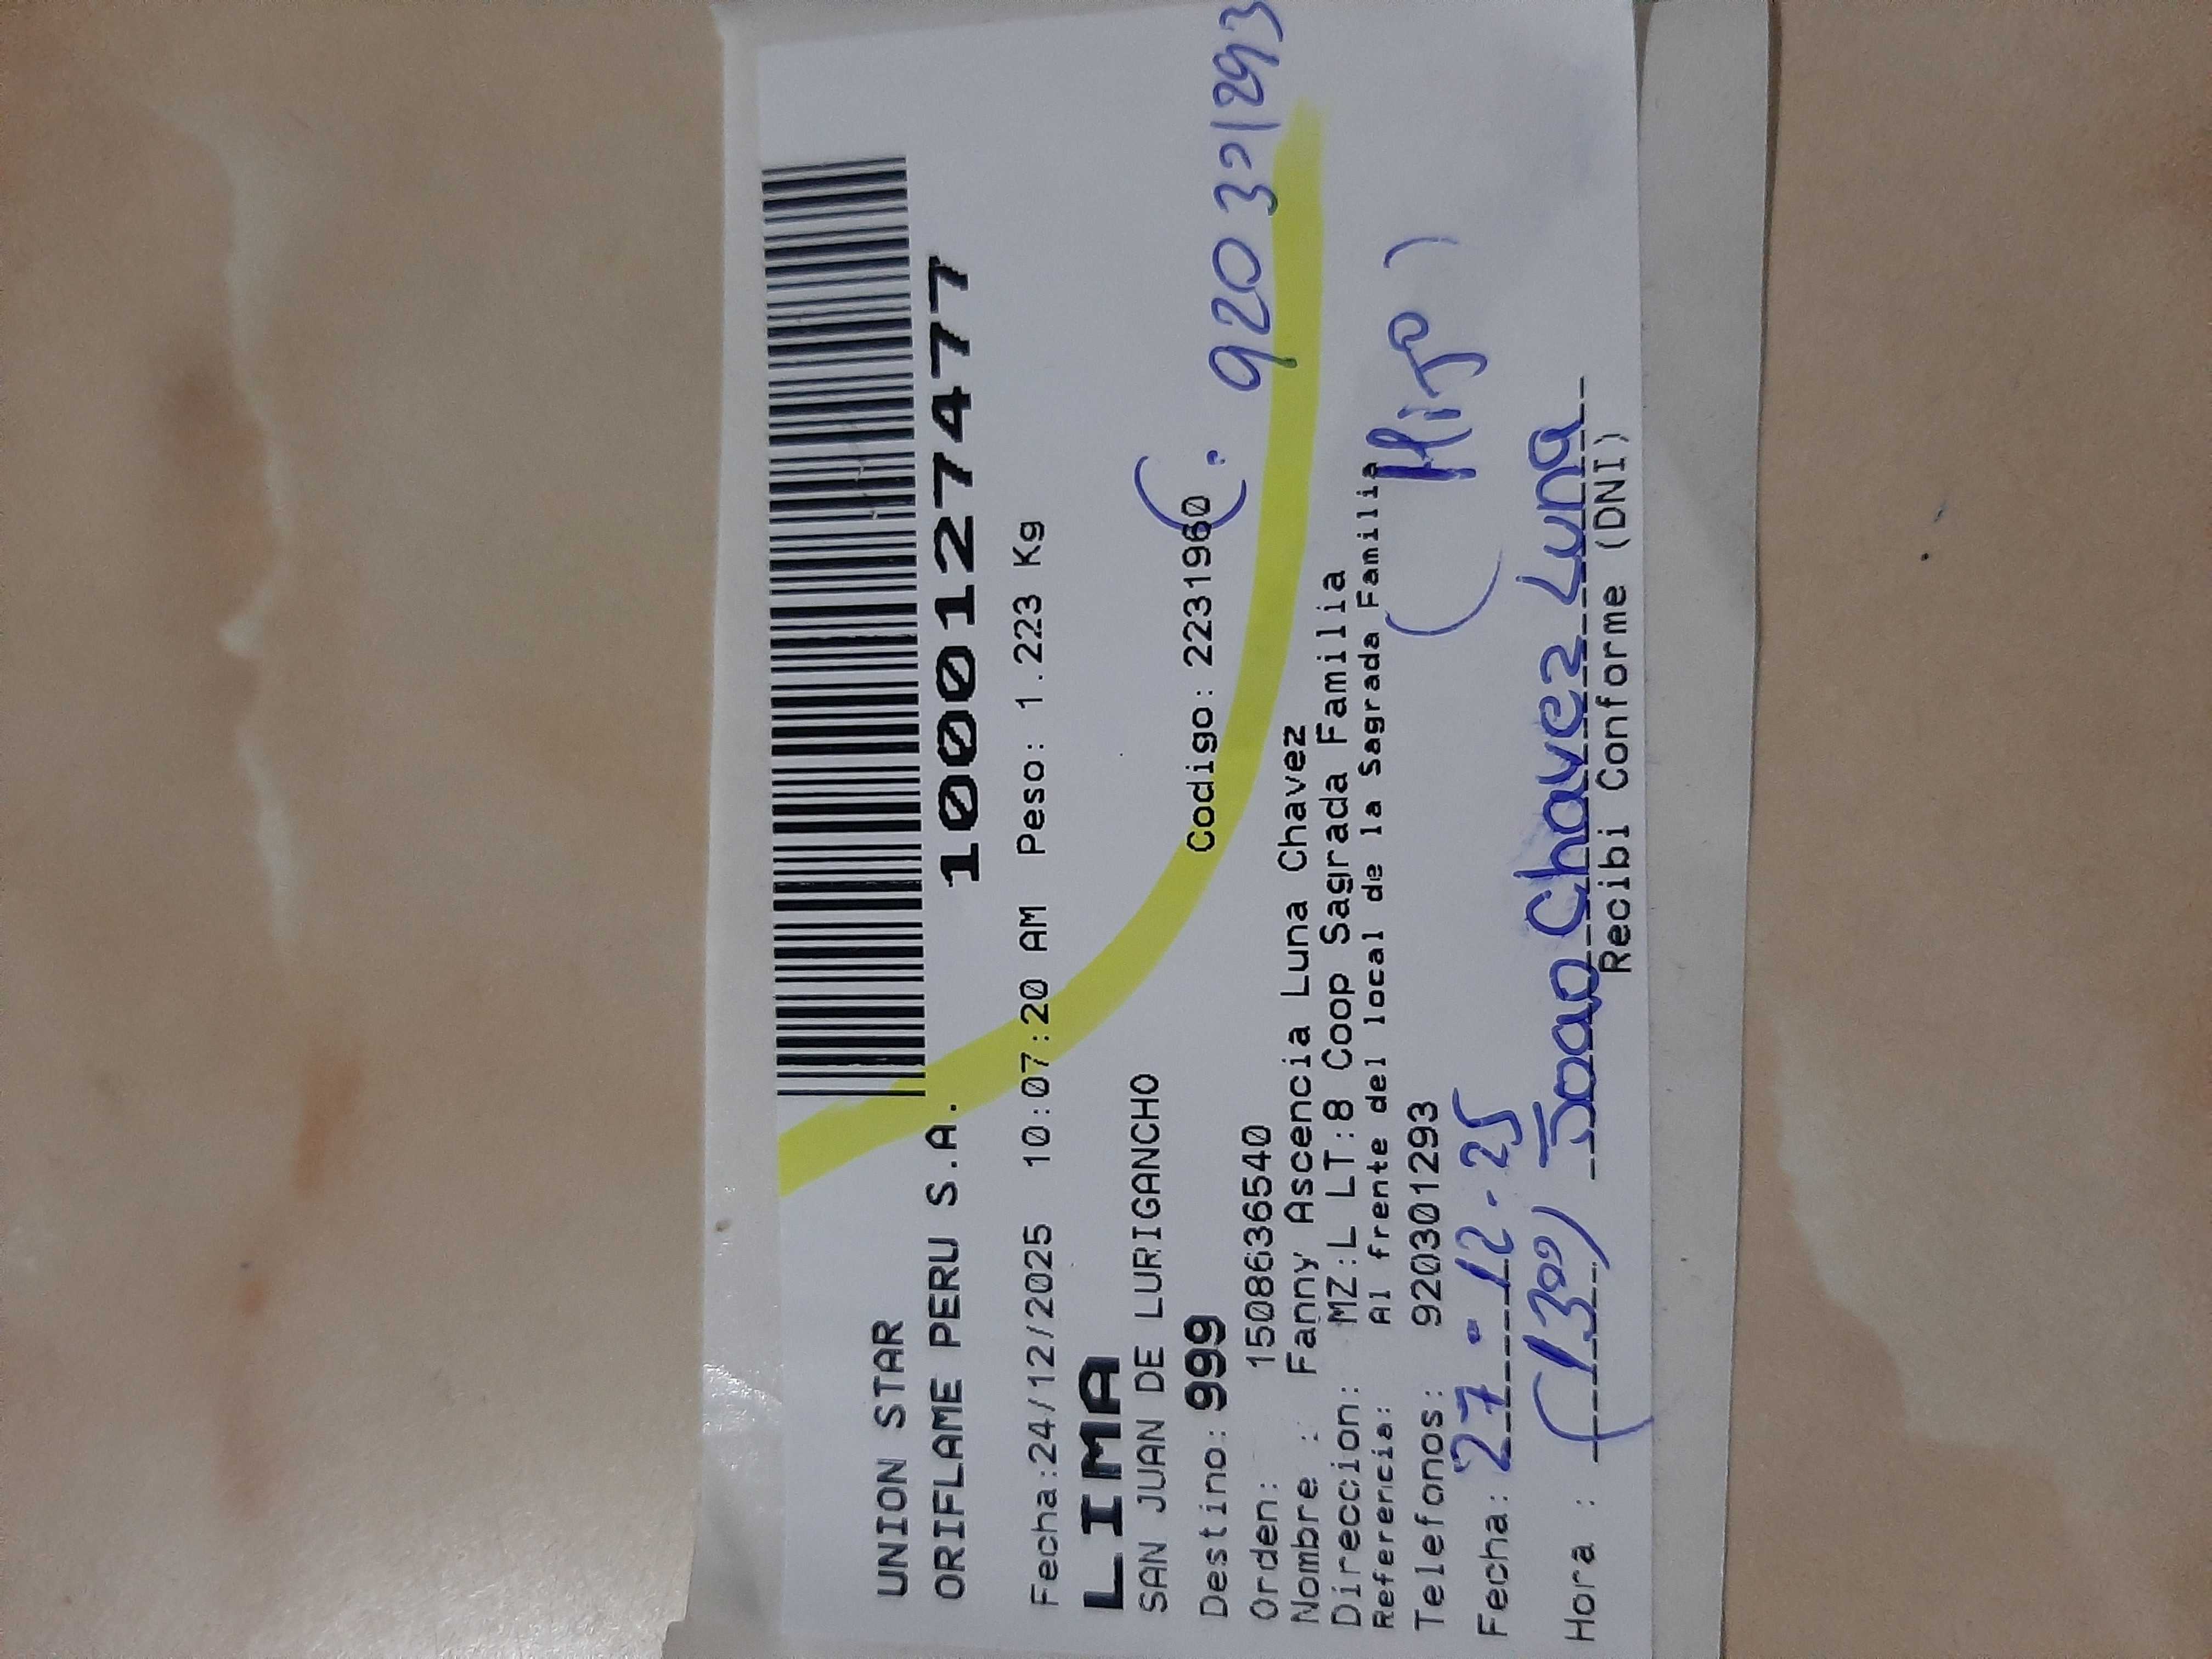 UNION STAR
ORIFLAME PERU S.A.
1000127477
Fecha:24/12/2025 10:07:20 AM Peso: 1.223 Kg
LIMA
SAN JUAN DE LURIGANCHO
Destino: 999 Codigo: 2231960
920301293
Orden: 1508636540
Nombre : Fanny Ascencia Luna Chavez
Direccion: MZ:L LT:8 Coop Sagrada Familia
Referencia: Al frente del local de la Sagrada Familia
Telefonos: 920301293
(Hijo)
Fecha: 27 - 12 - 25
Hora : (1300) Joao Chavez Luna
Recibi Conforme (DNI)